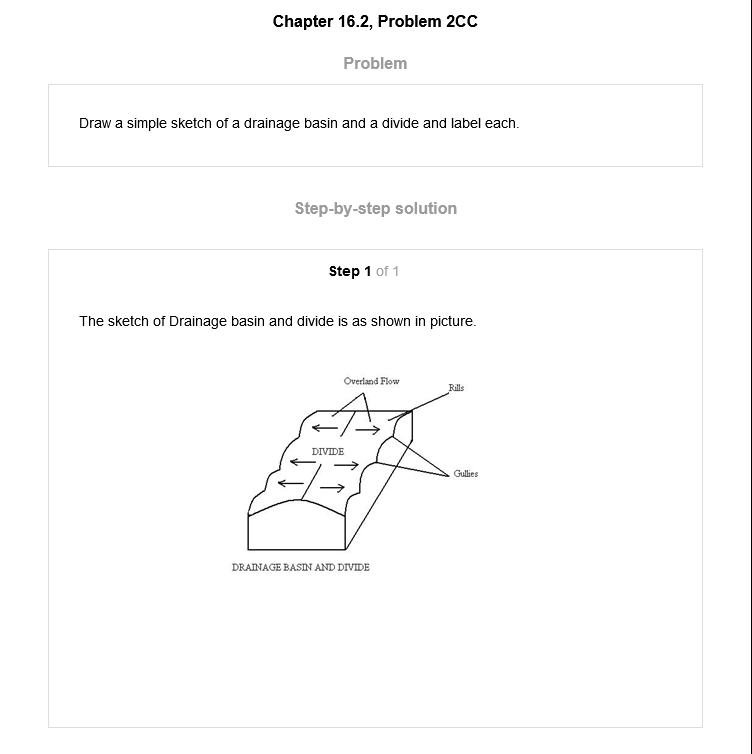 Chapter 16.2, Problem 2CC
Problem
Draw a simple sketch of a drainage basin and a divide and label each.
Step-by-step solution
Step 1 of 1
The sketch of Drainage basin and divide is as shown in picture.
Overland Flow
Rills
DIVIDE
Gullies
DRAINAGE BASIN AND DIVIDE